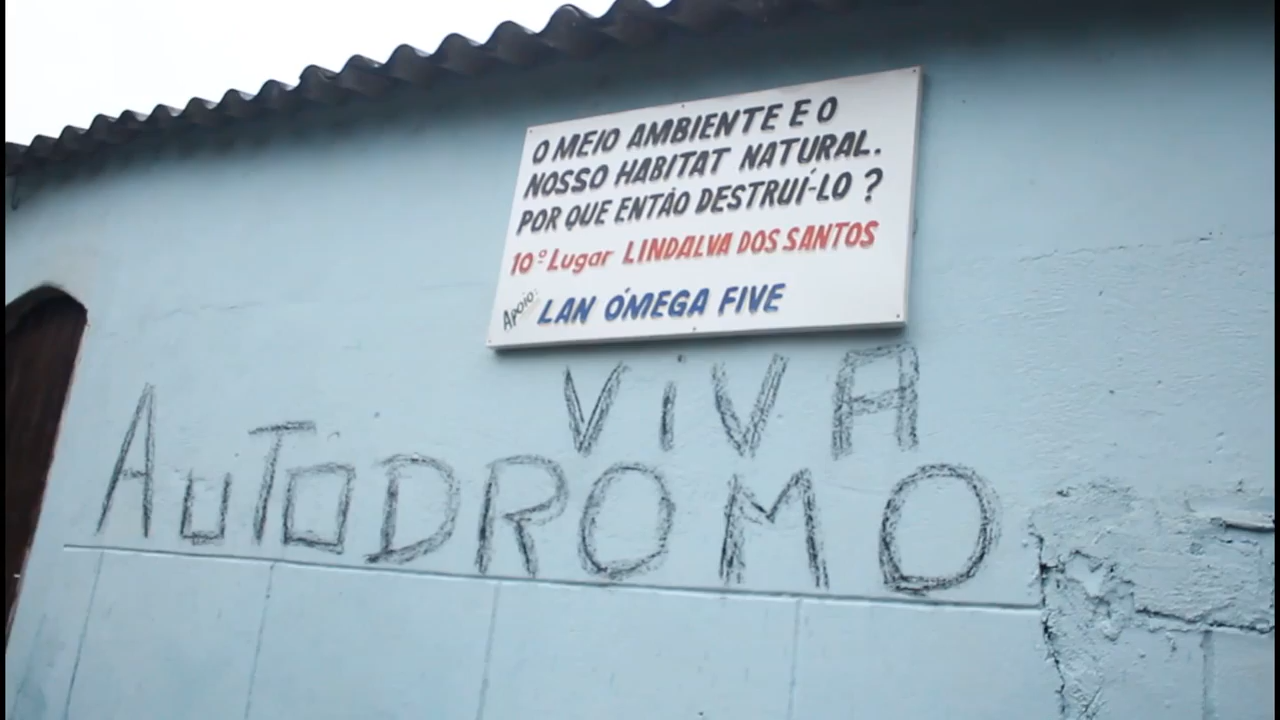 O MEIO AMBIENTE E O
NOSSO HABITAT NATURAL.
POR QUE ENTÃO DESTRUÍ-LO ?
10º Lugar LINDALVA DOS SANTOS
Apoio: LAN ÓMEGA FIVE
VIVA
AuTODROMO